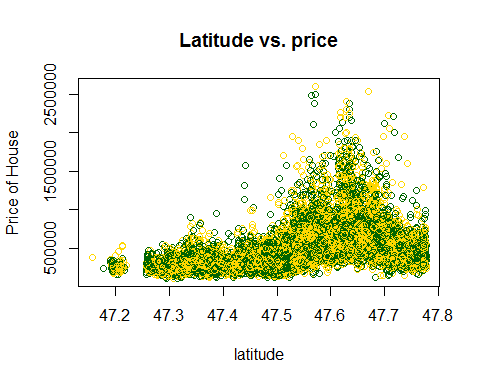 Latitude vs. price
Price of House
2500000
1500000
500000
47.2 47.3 47.4 47.5 47.6 47.7 47.8
latitude